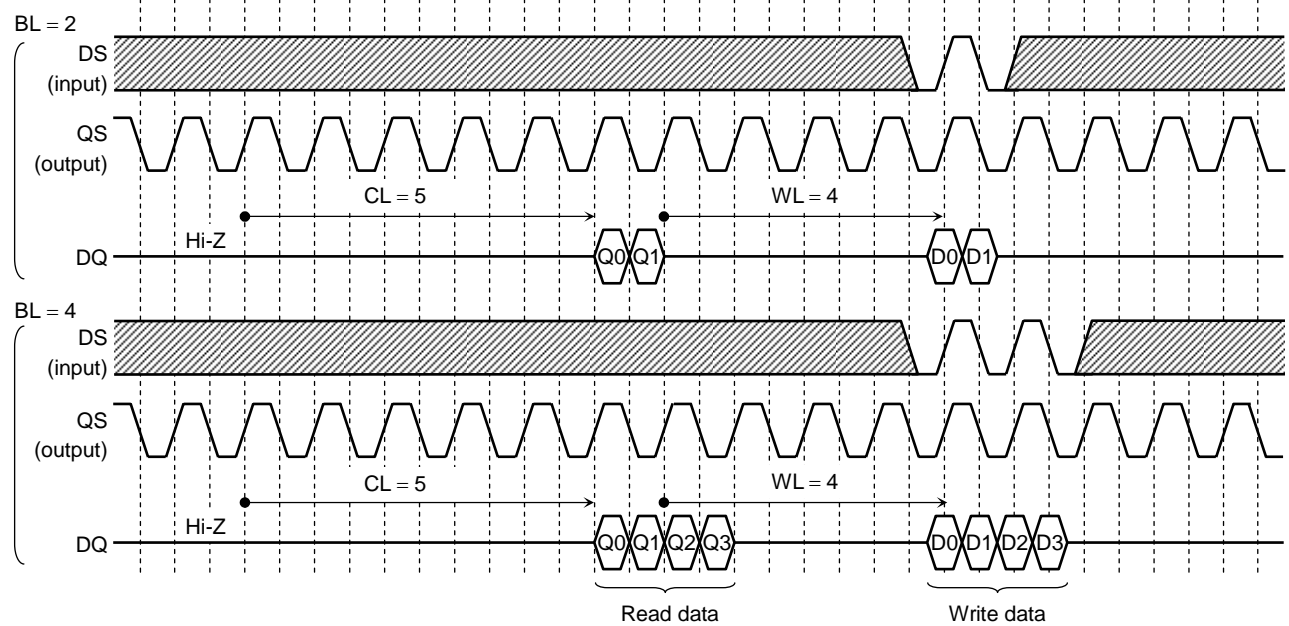 BL = 2
DS
(input)
QS
(output)
CL = 5
WL = 4
Hi-Z
DQ
Q0 Q1
D0 D1
BL = 4
DS
(input)
QS
(output)
CL = 5
WL = 4
Hi-Z
DQ
Q0 Q1 Q2 Q3
D0 D1 D2 D3
Read data
Write data